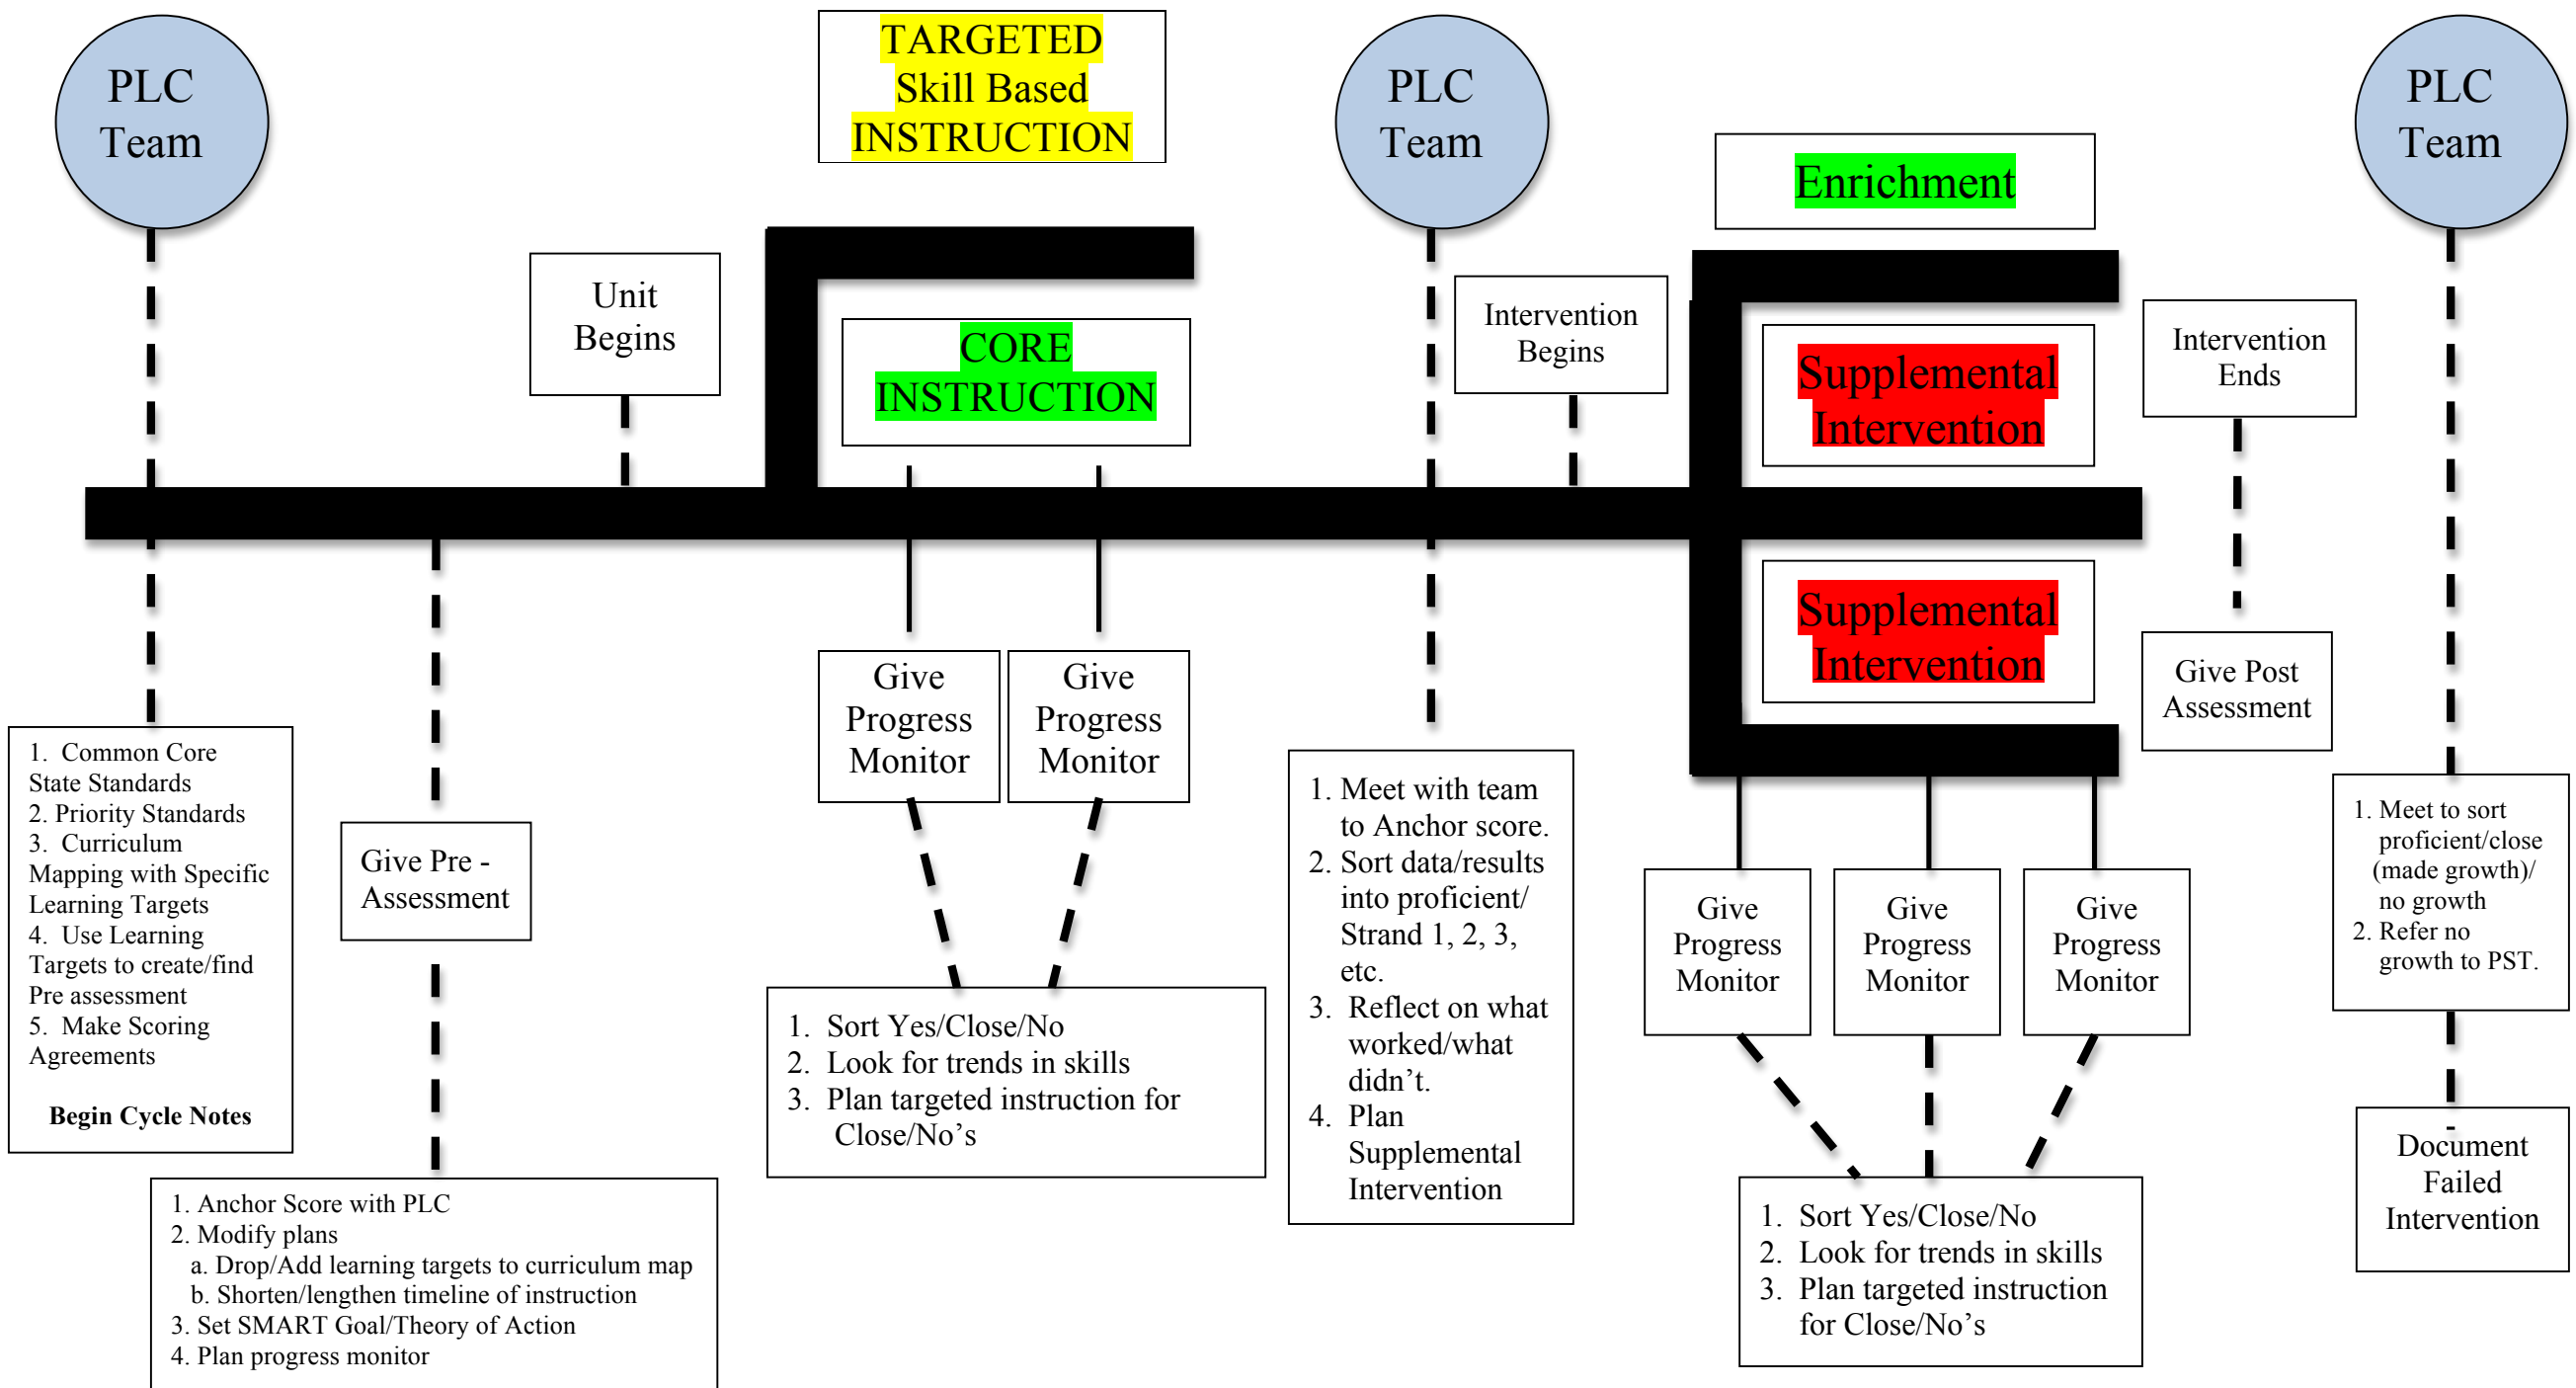 PLC
Team
TARGETED
Skill Based
INSTRUCTION
PLC
Team
PLC
Team
Enrichment
Unit
Begins
CORE
INSTRUCTION
Intervention
Begins
Supplemental
Intervention
Intervention
Ends
Supplemental
Intervention
Give Post
Assessment
1. Common Core
State Standards
2. Priority Standards
3. Curriculum
Mapping with Specific
Learning Targets
4. Use Learning
Targets to create/find
Pre assessment
5. Make Scoring
Agreements
Begin Cycle Notes
Give Pre -
Assessment
1. Anchor Score with PLC
2. Modify plans
a. Drop/Add learning targets to curriculum map
b. Shorten/lengthen timeline of instruction
3. Set SMART Goal/Theory of Action
4. Plan progress monitor
Give
Progress
Monitor
Give
Progress
Monitor
1. Sort Yes/Close/No
2. Look for trends in skills
3. Plan targeted instruction for
Close/No's
1. Meet with team
to Anchor score.
2. Sort data/results
into proficient/
Strand 1, 2, 3,
etc.
3. Reflect on what
worked/what
didn't.
4. Plan
Supplemental
Intervention
Give
Progress
Monitor
Give
Progress
Monitor
Give
Progress
Monitor
1. Sort Yes/Close/No
2. Look for trends in skills
3. Plan targeted instruction
for Close/No's
1. Meet to sort
proficient/close
(made growth)/
no growth
2. Refer no
growth to PST.
Document
Failed
Intervention